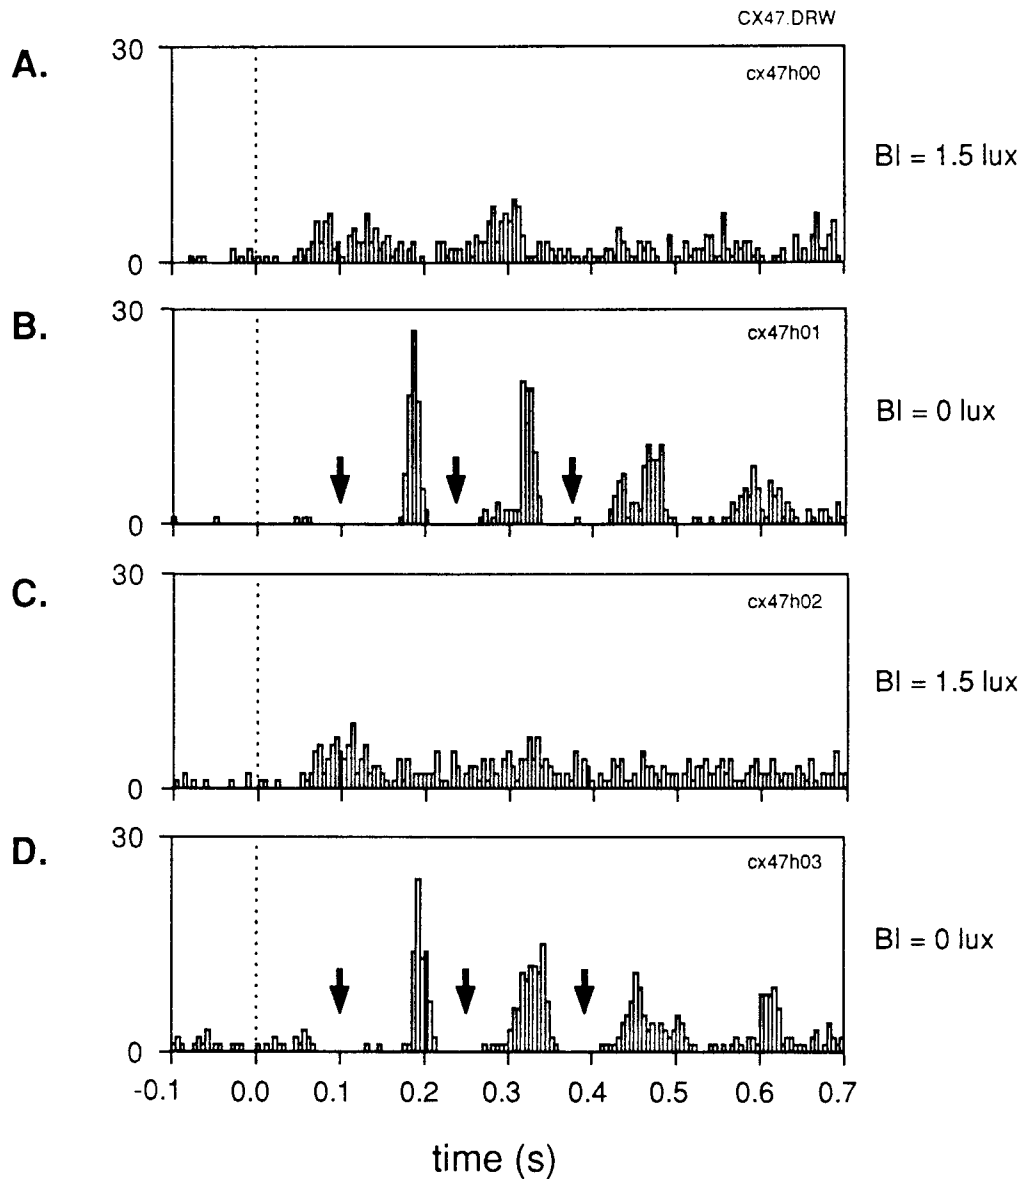 CX47.DRW
A.
30
cx47h00
BI = 1.5 lux
0
B.
30
cx47h01
BI = 0 lux
0
C.
30
cx47h02
BI = 1.5 lux
0
D.
30
cx47h03
BI = 0 lux
0
-0.1 0.0 0.1 0.2 0.3 0.4 0.5 0.6 0.7
time (s)